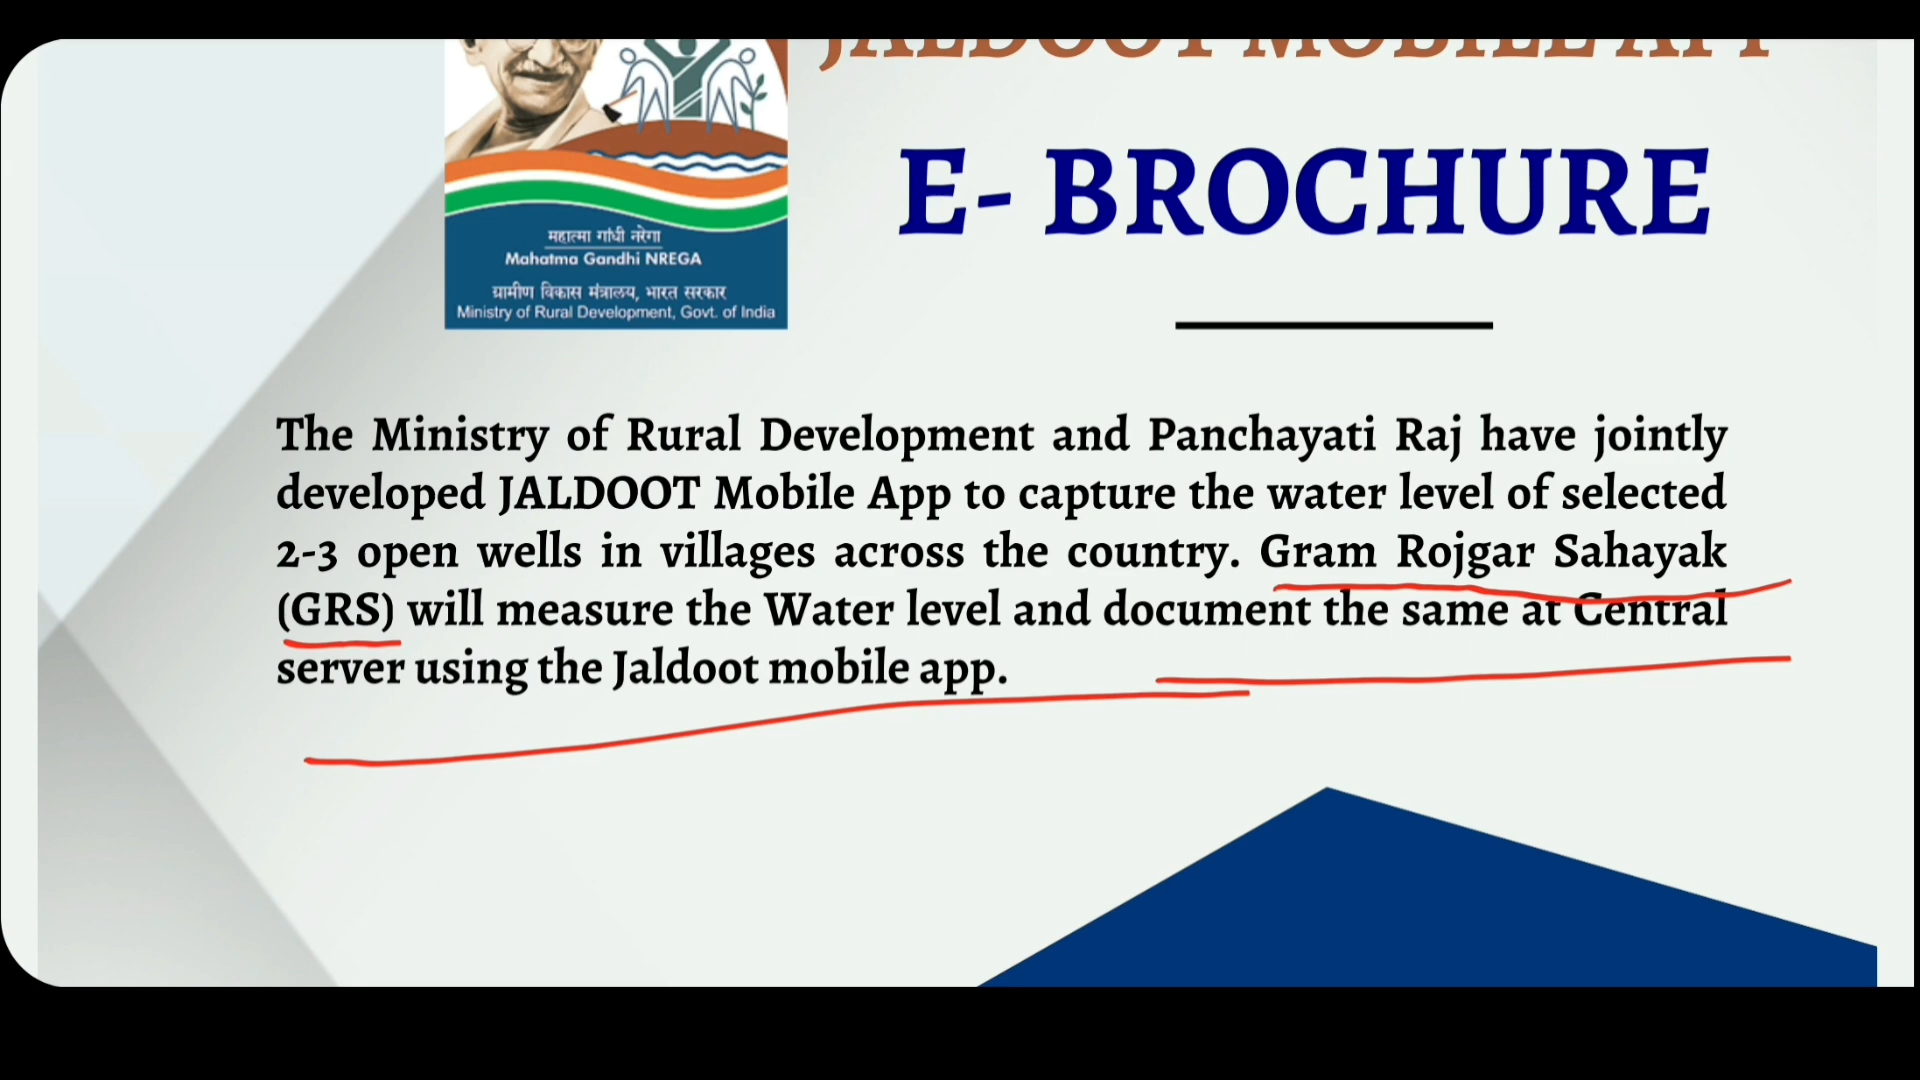 JALDOOT MOBILE APP
E- BROCHURE
महात्मा गांधी नरेगा
Mahatma Gandhi NREGA
ग्रामीण विकास मंत्रालय, भारत सरकार
Ministry of Rural Development, Govt. of India
The Ministry of Rural Development and Panchayati Raj have jointly
developed JALDOOT Mobile App to capture the water level of selected
2-3 open wells in villages across the country. Gram Rojgar Sahayak
(GRS) will measure the Water level and document the same at Central
server using the Jaldoot mobile app.